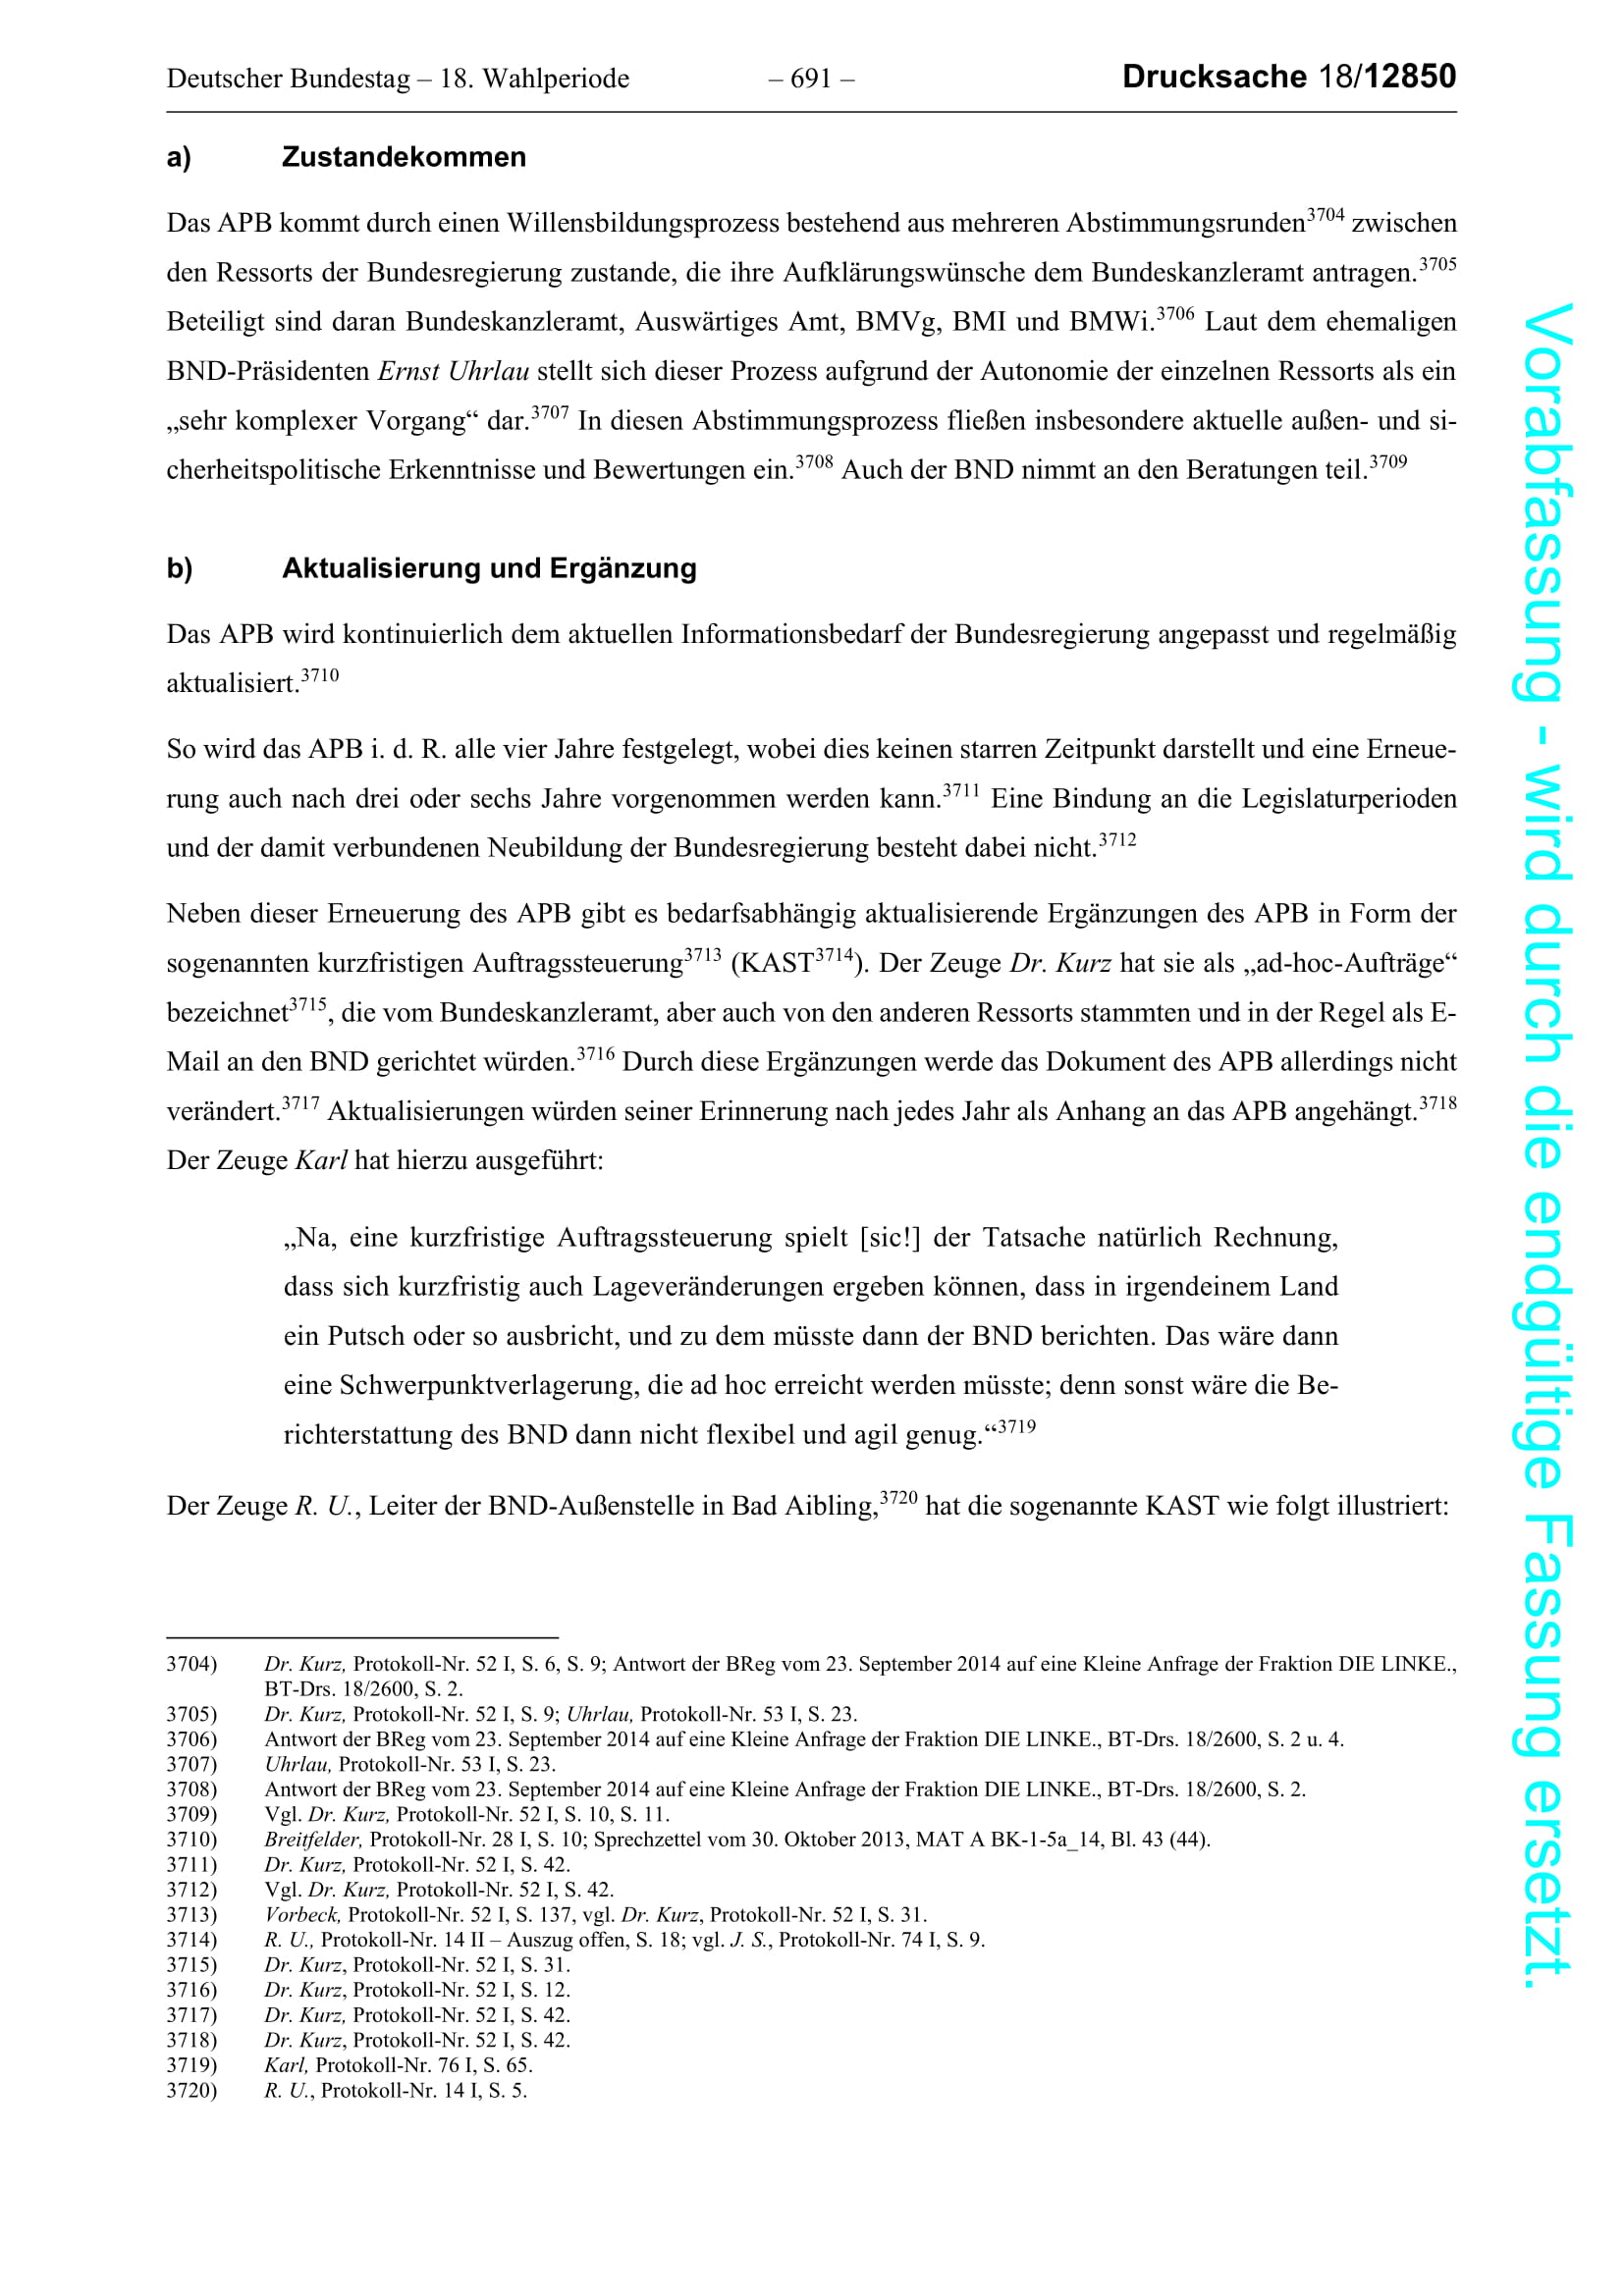 Deutscher Bundestag – 18. Wahlperiode – 691 – Drucksache 18/12850
a) Zustandekommen
Das APB kommt durch einen Willensbildungsprozess bestehend aus mehreren Abstimmungsrunden3704 zwischen
den Ressorts der Bundesregierung zustande, die ihre Aufklärungswünsche dem Bundeskanzleramt antragen.3705
Beteiligt sind daran Bundeskanzleramt, Auswärtiges Amt, BMVg, BMI und BMWi.3706 Laut dem ehemaligen
BND-Präsidenten Ernst Uhrlau stellt sich dieser Prozess aufgrund der Autonomie der einzelnen Ressorts als ein
„sehr komplexer Vorgang“ dar.3707 In diesen Abstimmungsprozess fließen insbesondere aktuelle außen- und si-
cherheitspolitische Erkenntnisse und Bewertungen ein.3708 Auch der BND nimmt an den Beratungen teil.3709
b) Aktualisierung und Ergänzung
Das APB wird kontinuierlich dem aktuellen Informationsbedarf der Bundesregierung angepasst und regelmäßig
aktualisiert.3710
So wird das APB i. d. R. alle vier Jahre festgelegt, wobei dies keinen starren Zeitpunkt darstellt und eine Erneue-
rung auch nach drei oder sechs Jahre vorgenommen werden kann.3711 Eine Bindung an die Legislaturperioden
und der damit verbundenen Neubildung der Bundesregierung besteht dabei nicht.3712
Neben dieser Erneuerung des APB gibt es bedarfsabhängig aktualisierende Ergänzungen des APB in Form der
sogenannten kurzfristigen Auftragssteuerung3713 (KAST3714). Der Zeuge Dr. Kurz hat sie als „ad-hoc-Aufträge“
bezeichnet3715, die vom Bundeskanzleramt, aber auch von den anderen Ressorts stammten und in der Regel als E-
Mail an den BND gerichtet würden.3716 Durch diese Ergänzungen werde das Dokument des APB allerdings nicht
verändert.3717 Aktualisierungen würden seiner Erinnerung nach jedes Jahr als Anhang an das APB angehängt.3718
Der Zeuge Karl hat hierzu ausgeführt:
„Na, eine kurzfristige Auftragssteuerung spielt [sic!] der Tatsache natürlich Rechnung,
dass sich kurzfristig auch Lageveränderungen ergeben können, dass in irgendeinem Land
ein Putsch oder so ausbricht, und zu dem müsste dann der BND berichten. Das wäre dann
eine Schwerpunktverlagerung, die ad hoc erreicht werden müsste; denn sonst wäre die Be-
richterstattung des BND dann nicht flexibel und agil genug.“3719
Der Zeuge R. U., Leiter der BND-Außenstelle in Bad Aibling,3720 hat die sogenannte KAST wie folgt illustriert:
3704) Dr. Kurz, Protokoll-Nr. 52 I, S. 6, S. 9; Antwort der BReg vom 23. September 2014 auf eine Kleine Anfrage der Fraktion DIE LINKE.,
BT-Drs. 18/2600, S. 2.
3705) Dr. Kurz, Protokoll-Nr. 52 I, S. 9; Uhrlau, Protokoll-Nr. 53 I, S. 23.
3706) Antwort der BReg vom 23. September 2014 auf eine Kleine Anfrage der Fraktion DIE LINKE., BT-Drs. 18/2600, S. 2 u. 4.
3707) Uhrlau, Protokoll-Nr. 53 I, S. 23.
3708) Antwort der BReg vom 23. September 2014 auf eine Kleine Anfrage der Fraktion DIE LINKE., BT-Drs. 18/2600, S. 2.
3709) Vgl. Dr. Kurz, Protokoll-Nr. 52 I, S. 10, S. 11.
3710) Breitfelder, Protokoll-Nr. 28 I, S. 10; Sprechzettel vom 30. Oktober 2013, MAT A BK-1-5a_14, Bl. 43 (44).
3711) Dr. Kurz, Protokoll-Nr. 52 I, S. 42.
3712) Vgl. Dr. Kurz, Protokoll-Nr. 52 I, S. 42.
3713) Vorbeck, Protokoll-Nr. 52 I, S. 137, vgl. Dr. Kurz, Protokoll-Nr. 52 I, S. 31.
3714) R. U., Protokoll-Nr. 14 II – Auszug offen, S. 18; vgl. J. S., Protokoll-Nr. 74 I, S. 9.
3715) Dr. Kurz, Protokoll-Nr. 52 I, S. 31.
3716) Dr. Kurz, Protokoll-Nr. 52 I, S. 12.
3717) Dr. Kurz, Protokoll-Nr. 52 I, S. 42.
3718) Dr. Kurz, Protokoll-Nr. 52 I, S. 42.
3719) Karl, Protokoll-Nr. 76 I, S. 65.
3720) R. U., Protokoll-Nr. 14 I, S. 5.
Vorabfassung - wird durch die endgültige Fassung ersetzt.